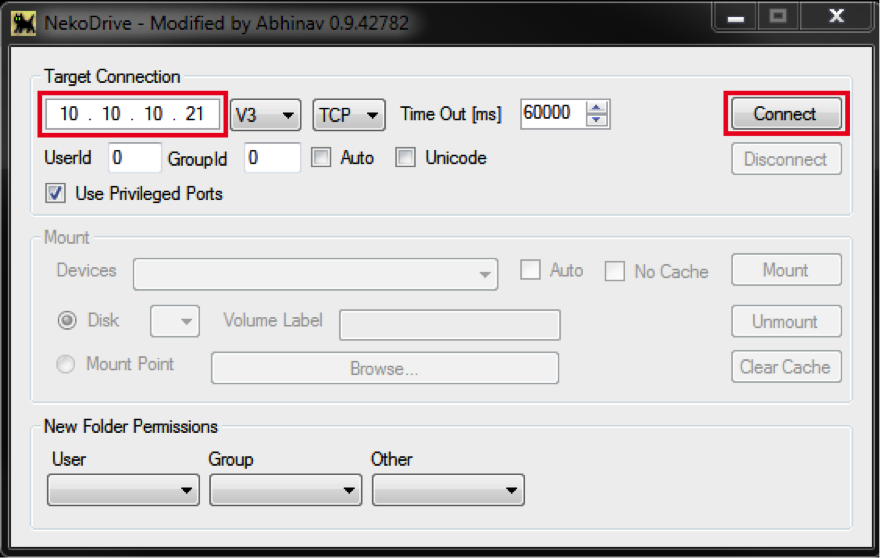 NekoDrive - Modified by Abhinav 0.9.42782
Target Connection
10 . 10 . 10 . 21 V3 TCP Time Out [ms] 60000 Connect
UserId 0 GroupId 0 Auto Unicode Disconnect
Use Privileged Ports
Mount
Devices Auto No Cache Mount
Disk Volume Label Unmount
Mount Point Browse... Clear Cache
New Folder Permissions
User Group Other